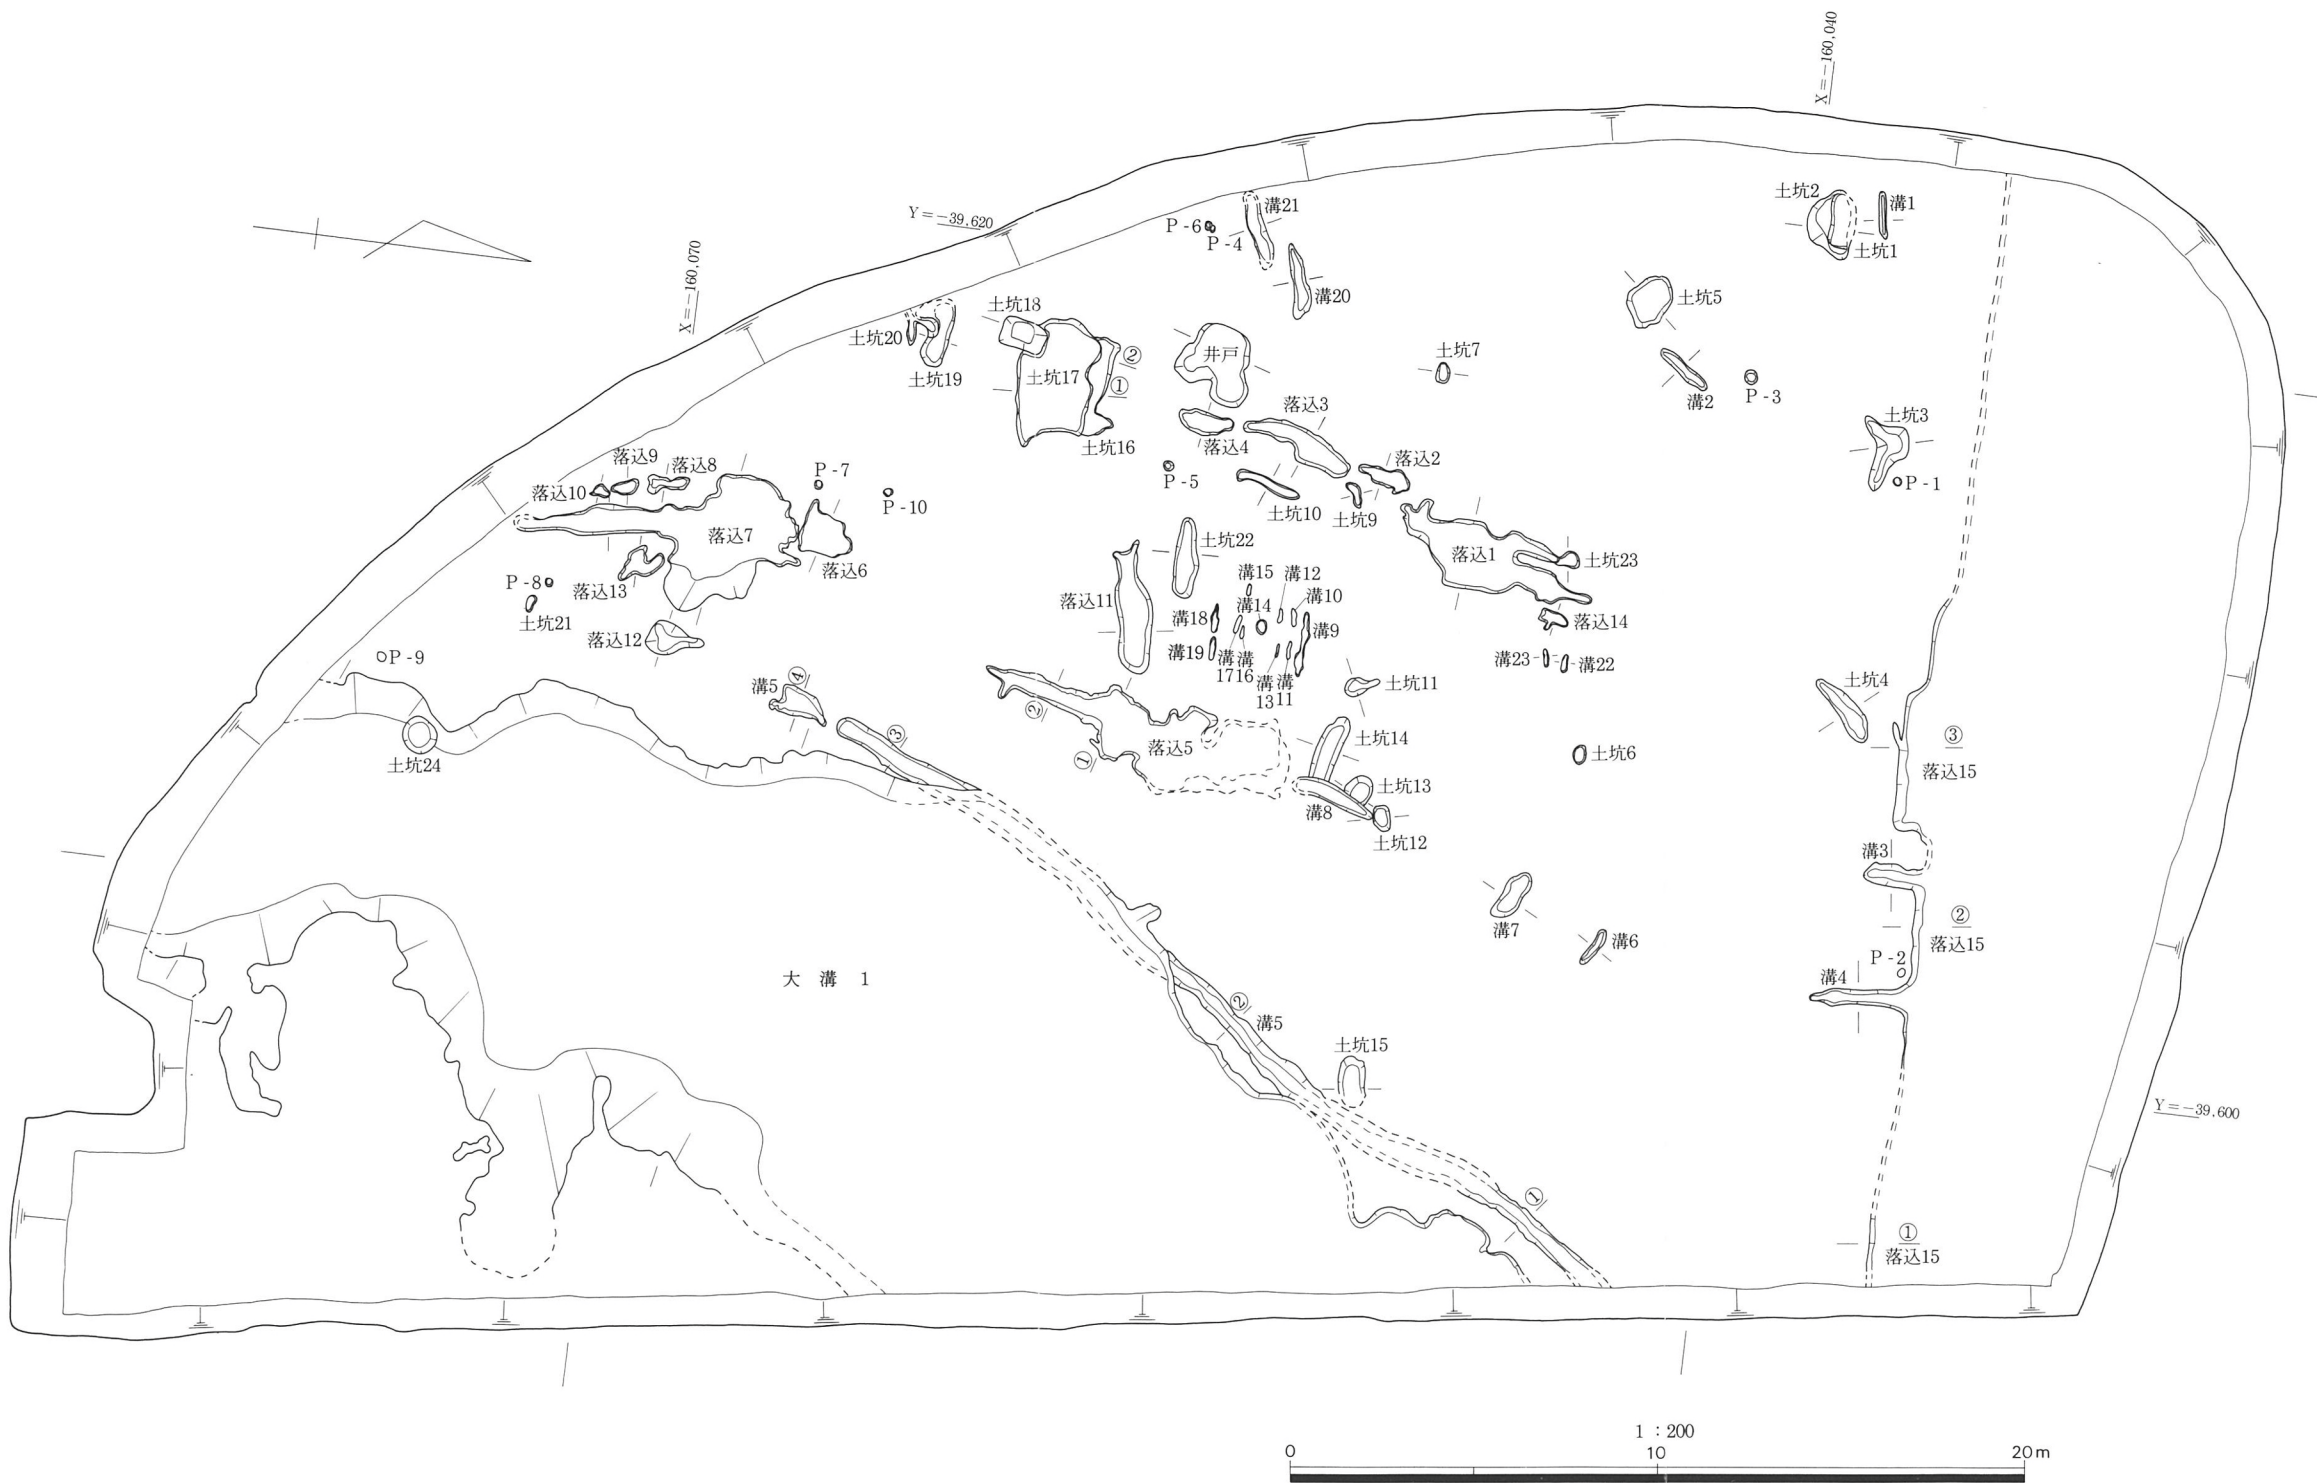 X=-160,040
土坑2
溝1
土坑1
Y=-39,620
溝21
P-6
P-4
X=-160,070
溝20
土坑5
土坑18
土坑20
土坑19
②
土坑17
①
井戸
土坑7
溝2
P-3
落込3
土坑3
土坑16
落込4
落込9
落込8
落込10
P-7
落込2
P-5
P-1
P-10
土坑10
土坑9
落込7
土坑22
落込1
土坑23
落込6
P-8
落込13
土坑21
溝15
溝12
溝10
落込11
溝14
溝18
溝9
落込14
落込12
溝19
溝17
溝16
溝13
溝11
溝23
溝22
P-9
溝5
④
土坑11
土坑4
②
③
土坑24
落込5
①
土坑14
土坑6
③
落込15
土坑13
溝8
土坑12
溝3
溝7
溝6
②
落込15
P-2
溝4
大溝 1
②
溝5
土坑15
Y=-39,600
①
①
落込15
1:200
0 10 20m